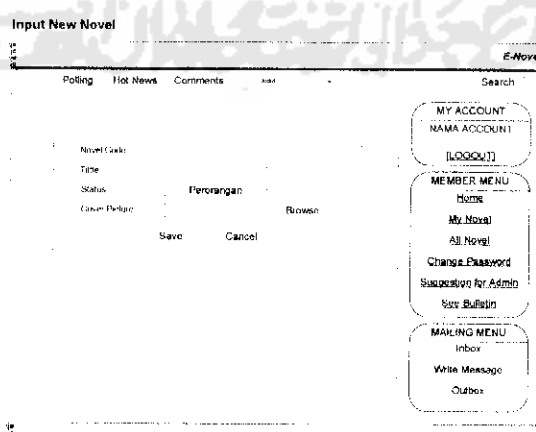 Input New Novel
E-Nove
Polling Hot News Comments
Search
MY ACCOUNT
NAMA ACCOUNT
[LOGOUT]
Novel Code
Title
Status Perorangan
Cover Picture Browse
Save Cancel
MEMBER MENU
Home
My Novel
All Novel
Change Password
Suggestion for Admin
See Bulletin
MAILING MENU
Inbox
Write Message
Outbox